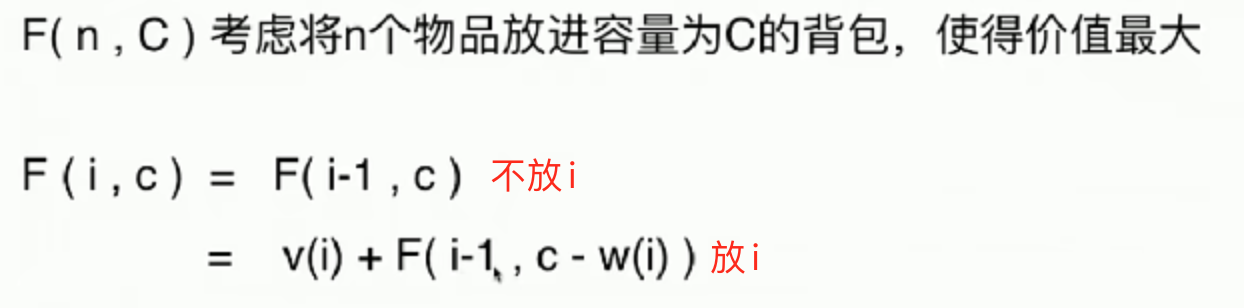 F( n , C ) 考虑将n个物品放进容量为C的背包，使得价值最大
F ( i , c ) = F( i-1 , c ) 不放i
= v(i) + F( i-1 , c - w(i) ) 放i